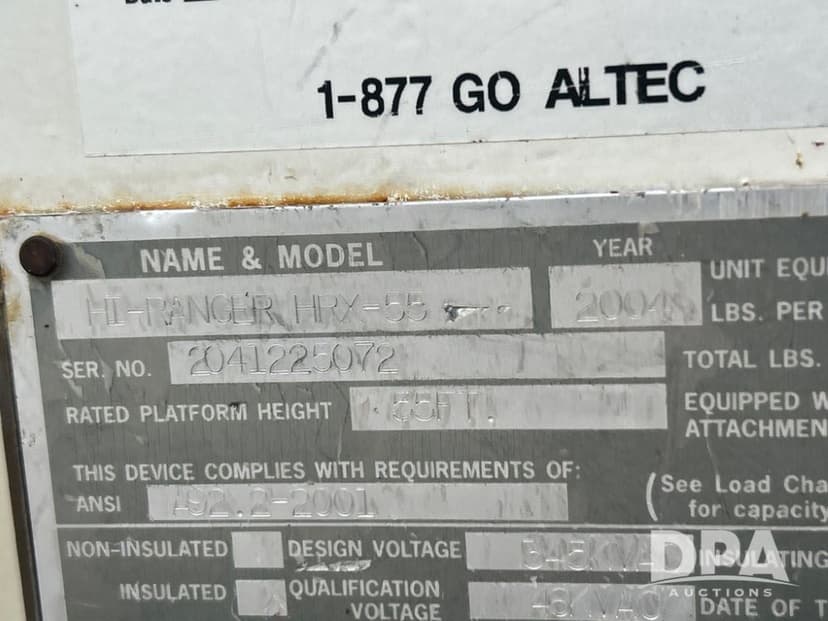 1-877 GO ALTEC
NAME & MODEL
YEAR
UNIT EQUI
HI-RANGER HRX-55
2004
LBS. PER
SER. NO. 2041225072
TOTAL LBS.
RATED PLATFORM HEIGHT 55FT.
EQUIPPED W
ATTACHMEN
THIS DEVICE COMPLIES WITH REQUIREMENTS OF:
ANSI A92.2-2001
(See Load Cha
for capacity
NON-INSULATED DESIGN VOLTAGE
INSULATING
INSULATED QUALIFICATION
VOLTAGE
DATE OF T
DPA
AUCTIONS